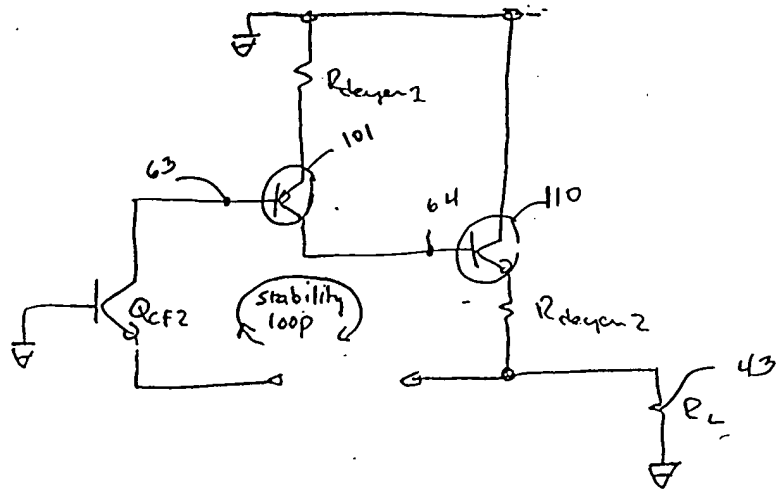 Rdegen 1
101
63
64
110
QCF2
stability
loop
Rdegen 2
43
RL